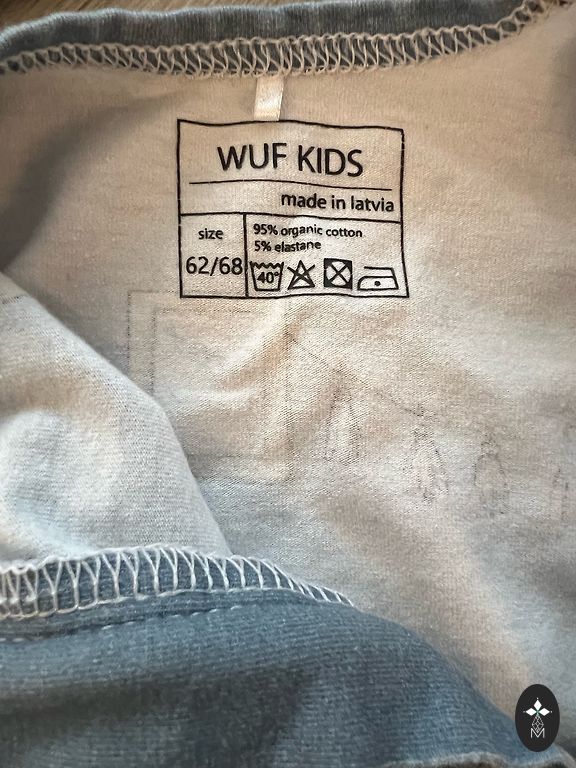 WUF KIDS
made in latvia
size
62/68
95% organic cotton
5% elastane
40°
M